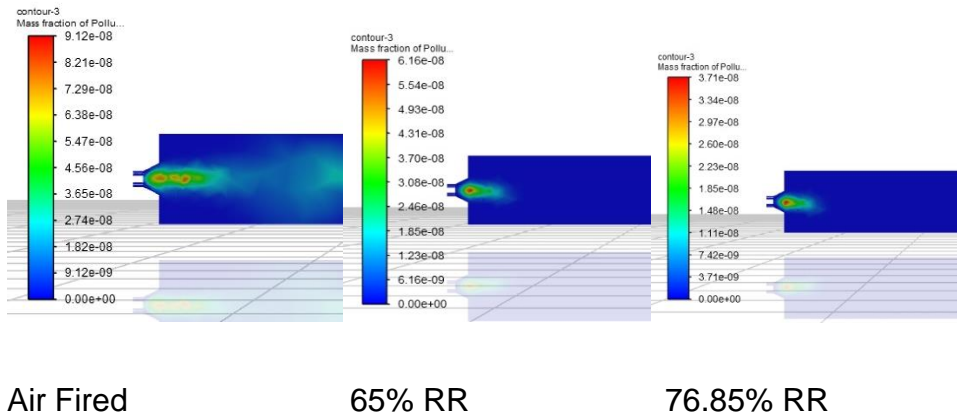 contour-3
Mass fraction of Pollu...
9.12e-08
8.21e-08
7.29e-08
6.38e-08
5.47e-08
4.56e-08
3.65e-08
2.74e-08
1.82e-08
9.12e-09
0.00e+00
contour-3
Mass fraction of Pollu...
6.16e-08
5.54e-08
4.93e-08
4.31e-08
3.70e-08
3.08e-08
2.46e-08
1.85e-08
1.23e-08
6.16e-09
0.00e+00
contour-3
Mass fraction of Pollu...
3.71e-08
3.34e-08
2.97e-08
2.60e-08
2.23e-08
1.85e-08
1.48e-08
1.11e-08
7.42e-09
3.71e-09
0.00e+00
Air Fired
65% RR
76.85% RR